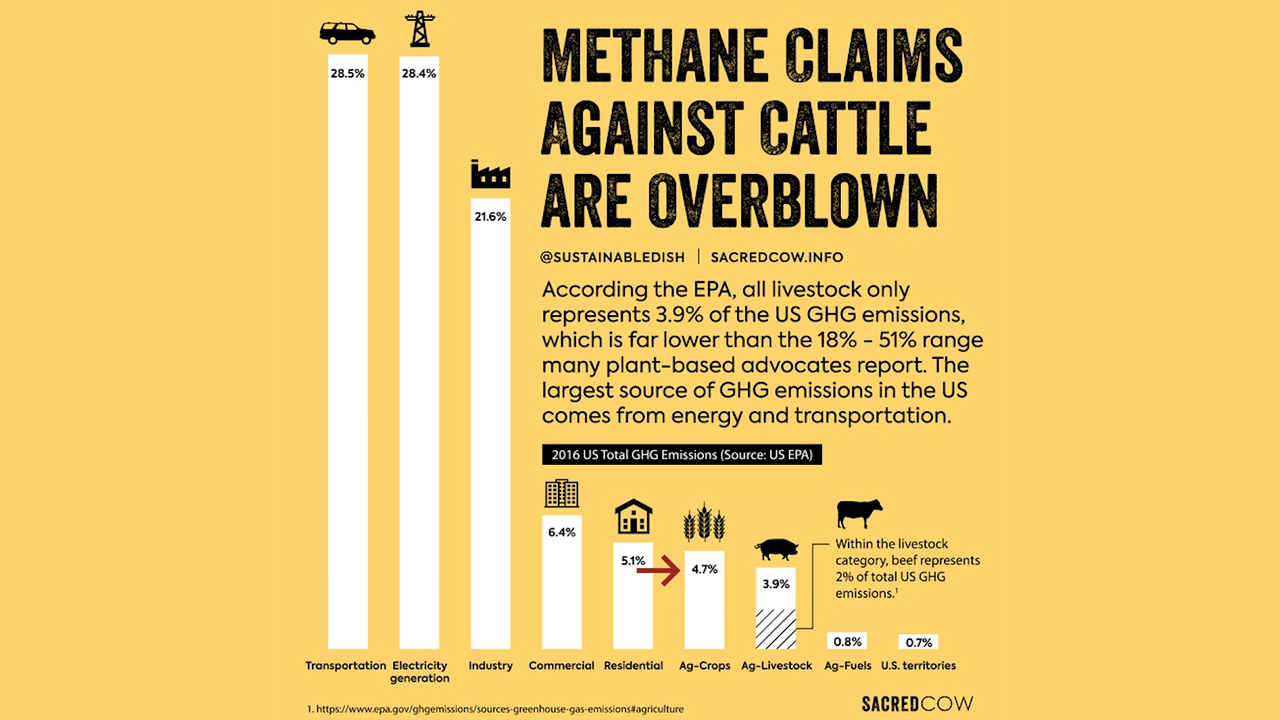 METHANE CLAIMS
AGAINST CATTLE
ARE OVERBLOWN
@SUSTAINABLEDISH | SACREDCOW.INFO
According the EPA, all livestock only
represents 3.9% of the US GHG emissions,
which is far lower than the 18% - 51% range
many plant-based advocates report. The
largest source of GHG emissions in the US
comes from energy and transportation.
2016 US Total GHG Emissions (Source: US EPA)
28.5%
28.4%
21.6%
6.4%
5.1%
4.7%
3.9%
0.8%
0.7%
Within the livestock
category, beef represents
2% of total US GHG
emissions.¹
Transportation
Electricity
generation
Industry
Commercial
Residential
Ag-Crops
Ag-Livestock
Ag-Fuels
U.S. territories
1. https://www.epa.gov/ghgemissions/sources-greenhouse-gas-emissions#agriculture
SACREDCOW